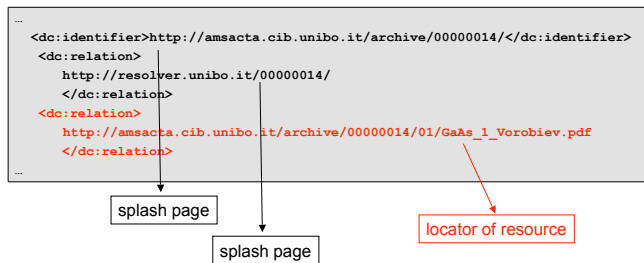 ...
<dc:identifier>http://amsacta.cib.unibo.it/archive/00000014/</dc:identifier>
<dc:relation>
http://resolver.unibo.it/00000014/
</dc:relation>
<dc:relation>
http://amsacta.cib.unibo.it/archive/00000014/01/GaAs_1_Vorobiev.pdf
</dc:relation>
...
splash page
locator of resource
splash page